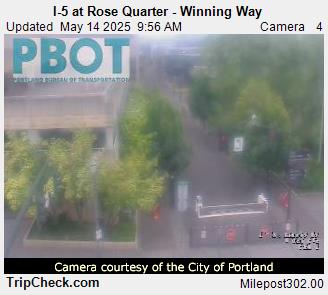 I-5 at Rose Quarter - Winning Way
Updated May 14 2025 9:56 AM Camera 4
PBOT
PORTLAND BUREAU OF TRANSPORTATION
Camera courtesy of the City of Portland
TripCheck.com Milepost302.00